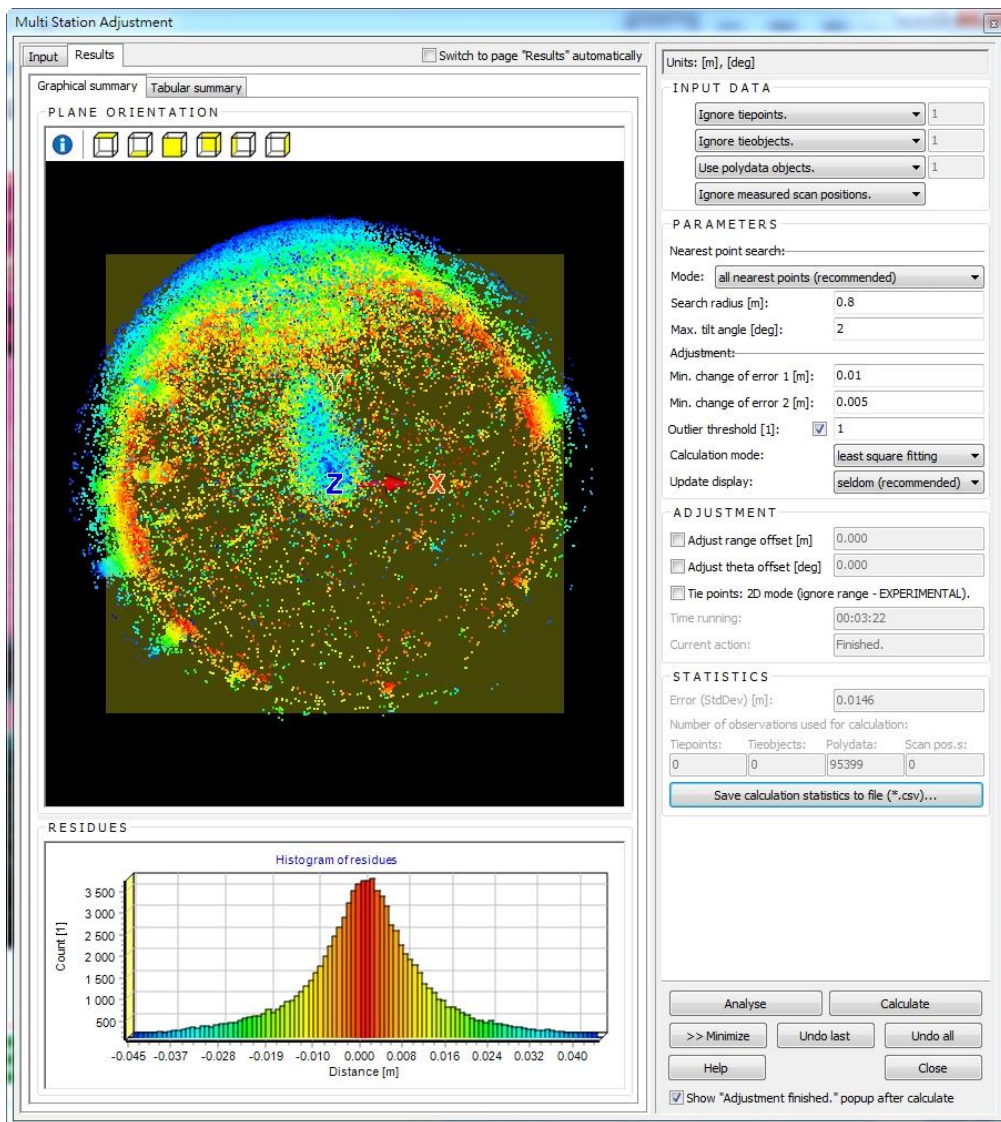 Multi Station Adjustment
Input Results
Switch to page "Results" automatically
Graphical summary Tabular summary
PLANE ORIENTATION
Y
Z X
RESIDUES
Histogram of residues
Count [1]
3 500
3 000
2 500
2 000
1 500
1 000
500
-0.045 -0.037 -0.028 -0.019 -0.010 0.000 0.008 0.016 0.024 0.032 0.040
Distance [m]
Units: [m], [deg]
INPUT DATA
Ignore tiepoints. 1
Ignore tieobjects. 1
Use polydata objects. 1
Ignore measured scan positions.
PARAMETERS
Nearest point search:
Mode: all nearest points (recommended)
Search radius [m]: 0.8
Max. tilt angle [deg]: 2
Adjustment:
Min. change of error 1 [m]: 0.01
Min. change of error 2 [m]: 0.005
Outlier threshold [1]: 1
Calculation mode: least square fitting
Update display: seldom (recommended)
ADJUSTMENT
Adjust range offset [m] 0.000
Adjust theta offset [deg] 0.000
Tie points: 2D mode (ignore range - EXPERIMENTAL).
Time running: 00:03:22
Current action: Finished.
STATISTICS
Error (StdDev) [m]: 0.0146
Number of observations used for calculation:
Tiepoints: Tieobjects: Polydata: Scan pos.s:
0 0 95399 0
Save calculation statistics to file (*.csv)...
Analyse Calculate
>> Minimize Undo last Undo all
Help Close
Show "Adjustment finished." popup after calculate